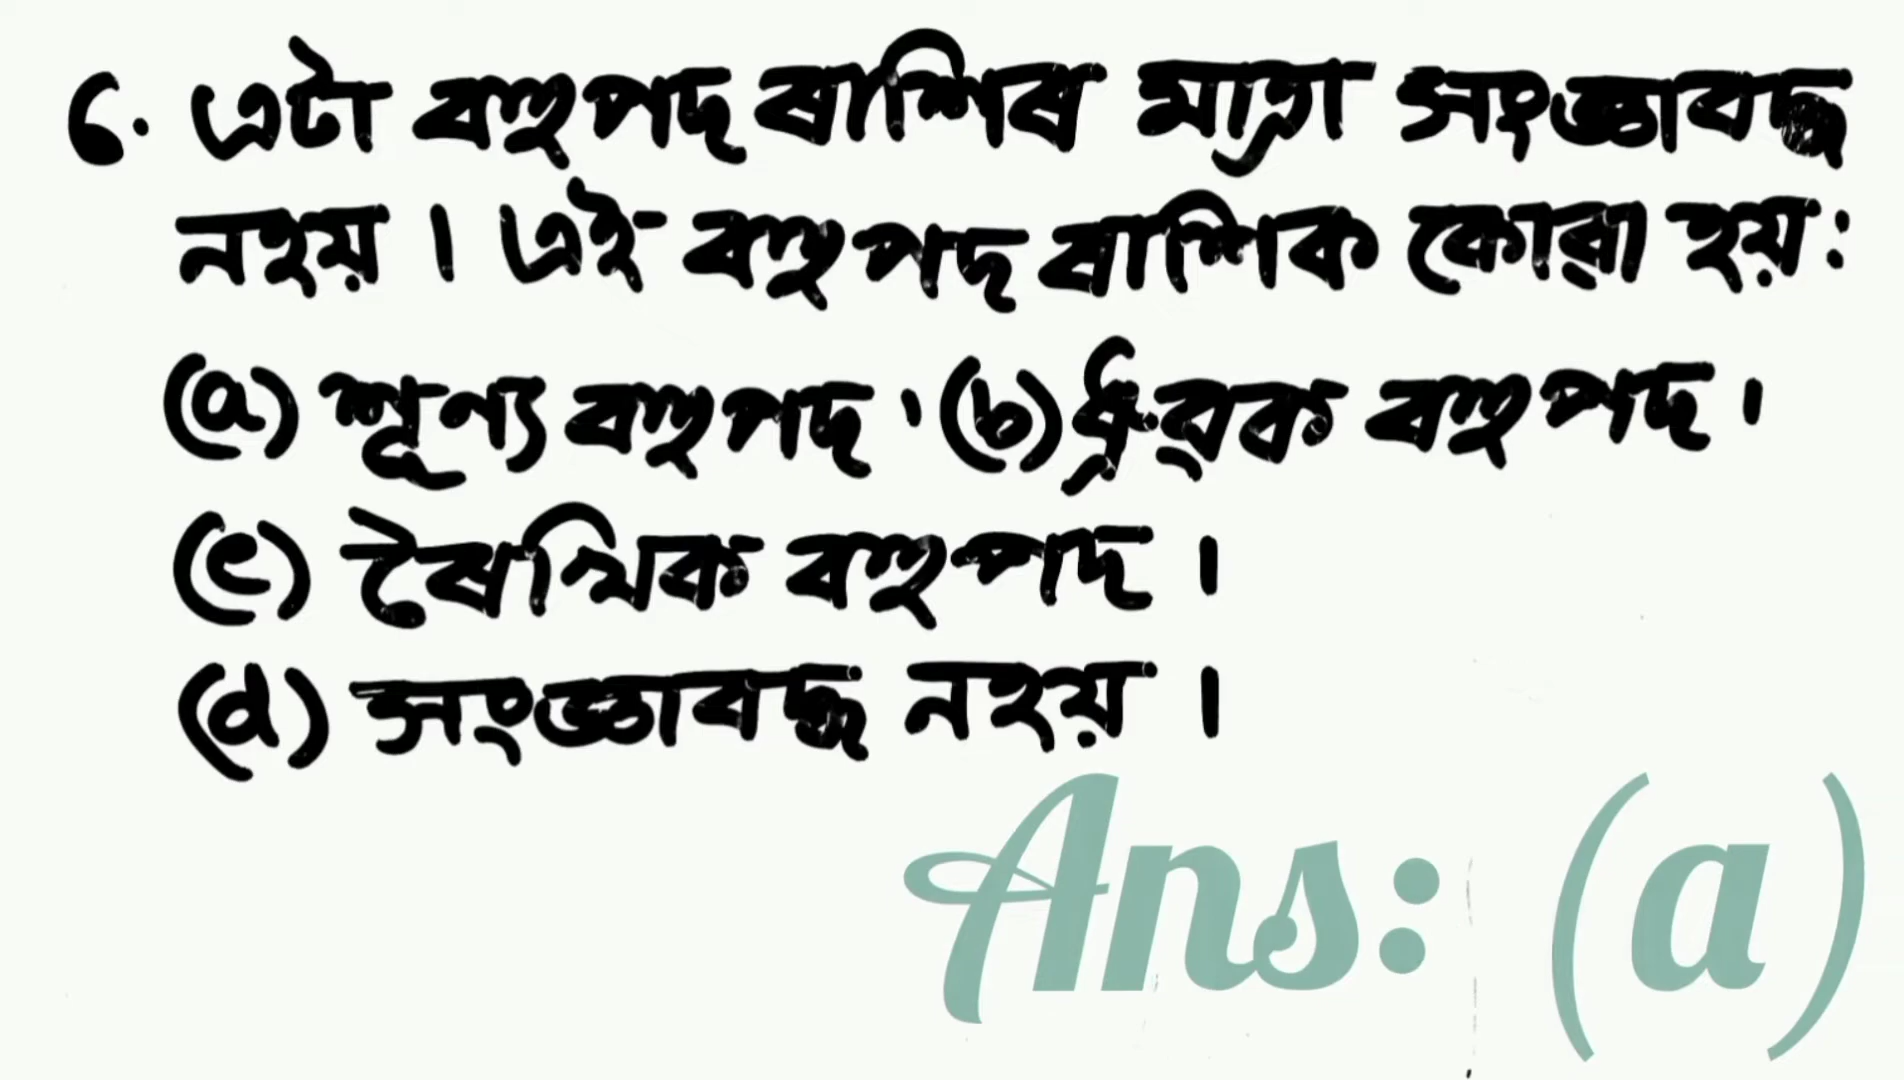 6. এটা বহুপদ ৰাশিৰ মাত্ৰা সংজ্ঞাবদ্ধ
নহয়। এই বহুপদ ৰাশিক কোৱা হয়:
(a) শূণ্য বহুপদ। (b) ধ্ৰুৱক বহুপদ।
(c) ৰৈখিক বহুপদ।
(d) সংজ্ঞাবদ্ধ নহয়।
Ans: (a)